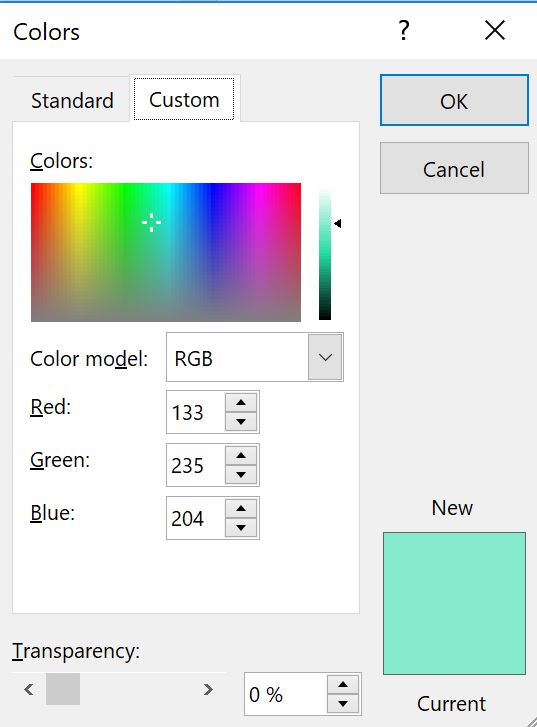 Colors
?
Standard
Custom
OK
Cancel
Colors:
Color model:
RGB
Red:
133
Green:
235
Blue:
204
New
Transparency:
0 %
Current